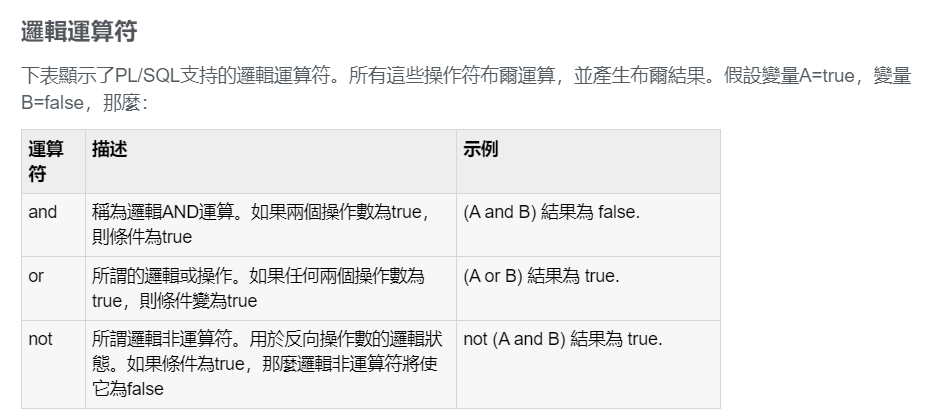 邏輯運算符
下表顯示了PL/SQL支持的邏輯運算符。所有這些操作符布爾運算，並產生布爾結果。假設變量A=true，變量
B=false，那麼：
運算
符
描述
示例
and
稱為邏輯AND運算。如果兩個操作數為true，
則條件為true
(A and B) 結果為 false.
or
所謂的邏輯或操作。如果任何兩個操作數為
true，則條件變為true
(A or B) 結果為 true.
not
所謂邏輯非運算符。用於反向操作數的邏輯狀
態。如果條件為true，那麼邏輯非運算符將使
它為false
not (A and B) 結果為 true.